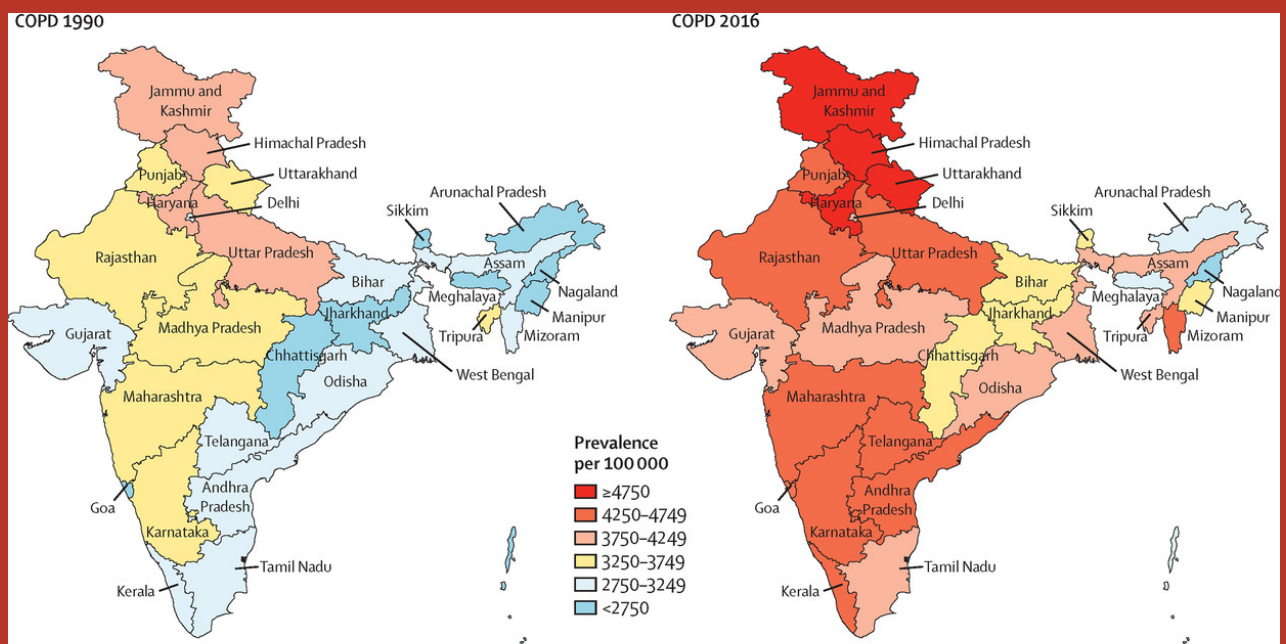 COPD 1990
Jammu and
Kashmir
Himachal Pradesh
Punjab
Uttarakhand
Haryana
Delhi
Arunachal Pradesh
Sikkim
Rajasthan
Uttar Pradesh
Bihar
Assam
Nagaland
Meghalaya
Manipur
Jharkhand
Gujarat
Madhya Pradesh
Tripura
Mizoram
Chhattisgarh
West Bengal
Odisha
Maharashtra
Telangana
Goa
Andhra
Pradesh
Karnataka
Tamil Nadu
Kerala
Prevalence
per 100 000
≥4750
4250–4749
3750–4249
3250–3749
2750–3249
<2750
COPD 2016
Jammu and
Kashmir
Himachal Pradesh
Punjab
Uttarakhand
Haryana
Delhi
Arunachal Pradesh
Sikkim
Rajasthan
Uttar Pradesh
Bihar
Assam
Nagaland
Meghalaya
Manipur
Jharkhand
Gujarat
Madhya Pradesh
Tripura
Mizoram
Chhattisgarh
West Bengal
Odisha
Maharashtra
Telangana
Goa
Andhra
Pradesh
Karnataka
Tamil Nadu
Kerala